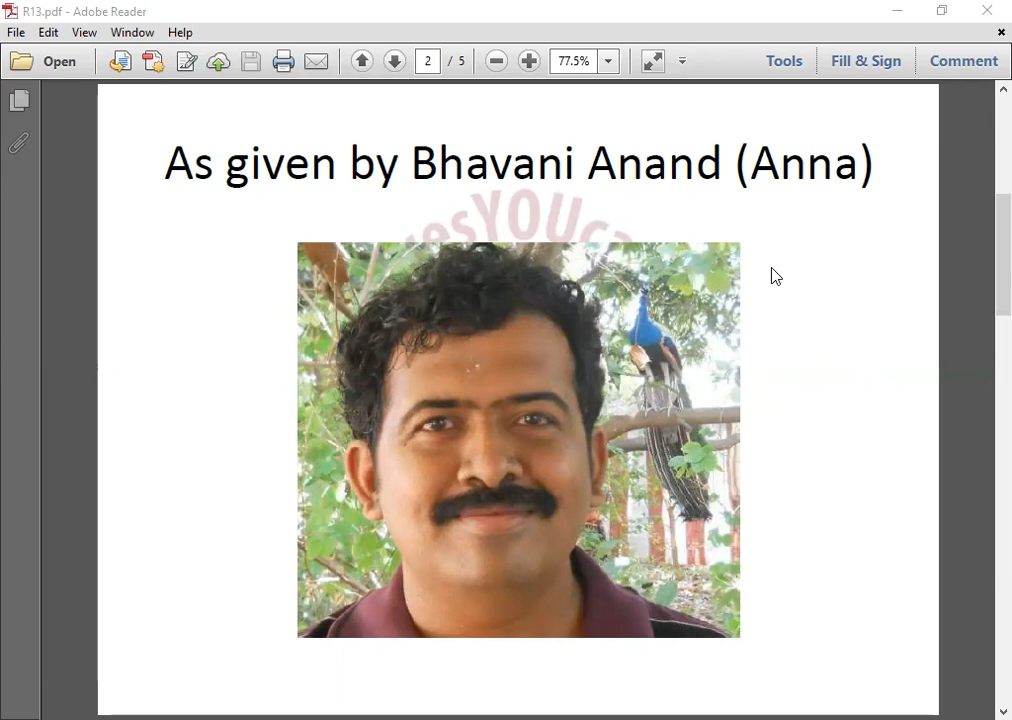 R13.pdf - Adobe Reader
File Edit View Window Help
Open 2 / 5 77.5% Tools Fill & Sign Comment
As given by Bhavani Anand (Anna)